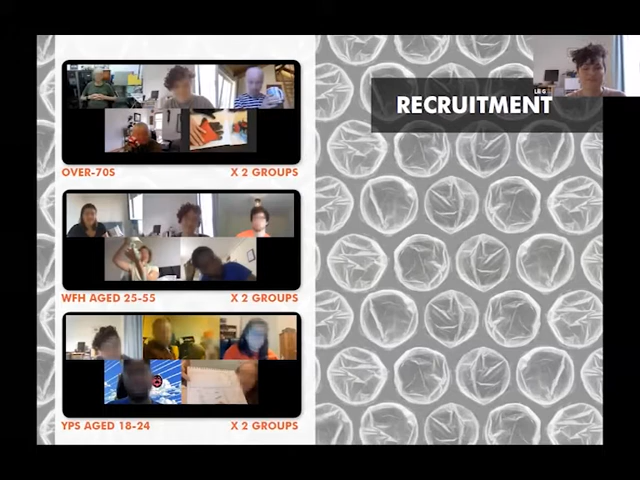 RECRUITMENT
OVER-70S X 2 GROUPS
WFH AGED 25-55 X 2 GROUPS
YPS AGED 18-24 X 2 GROUPS